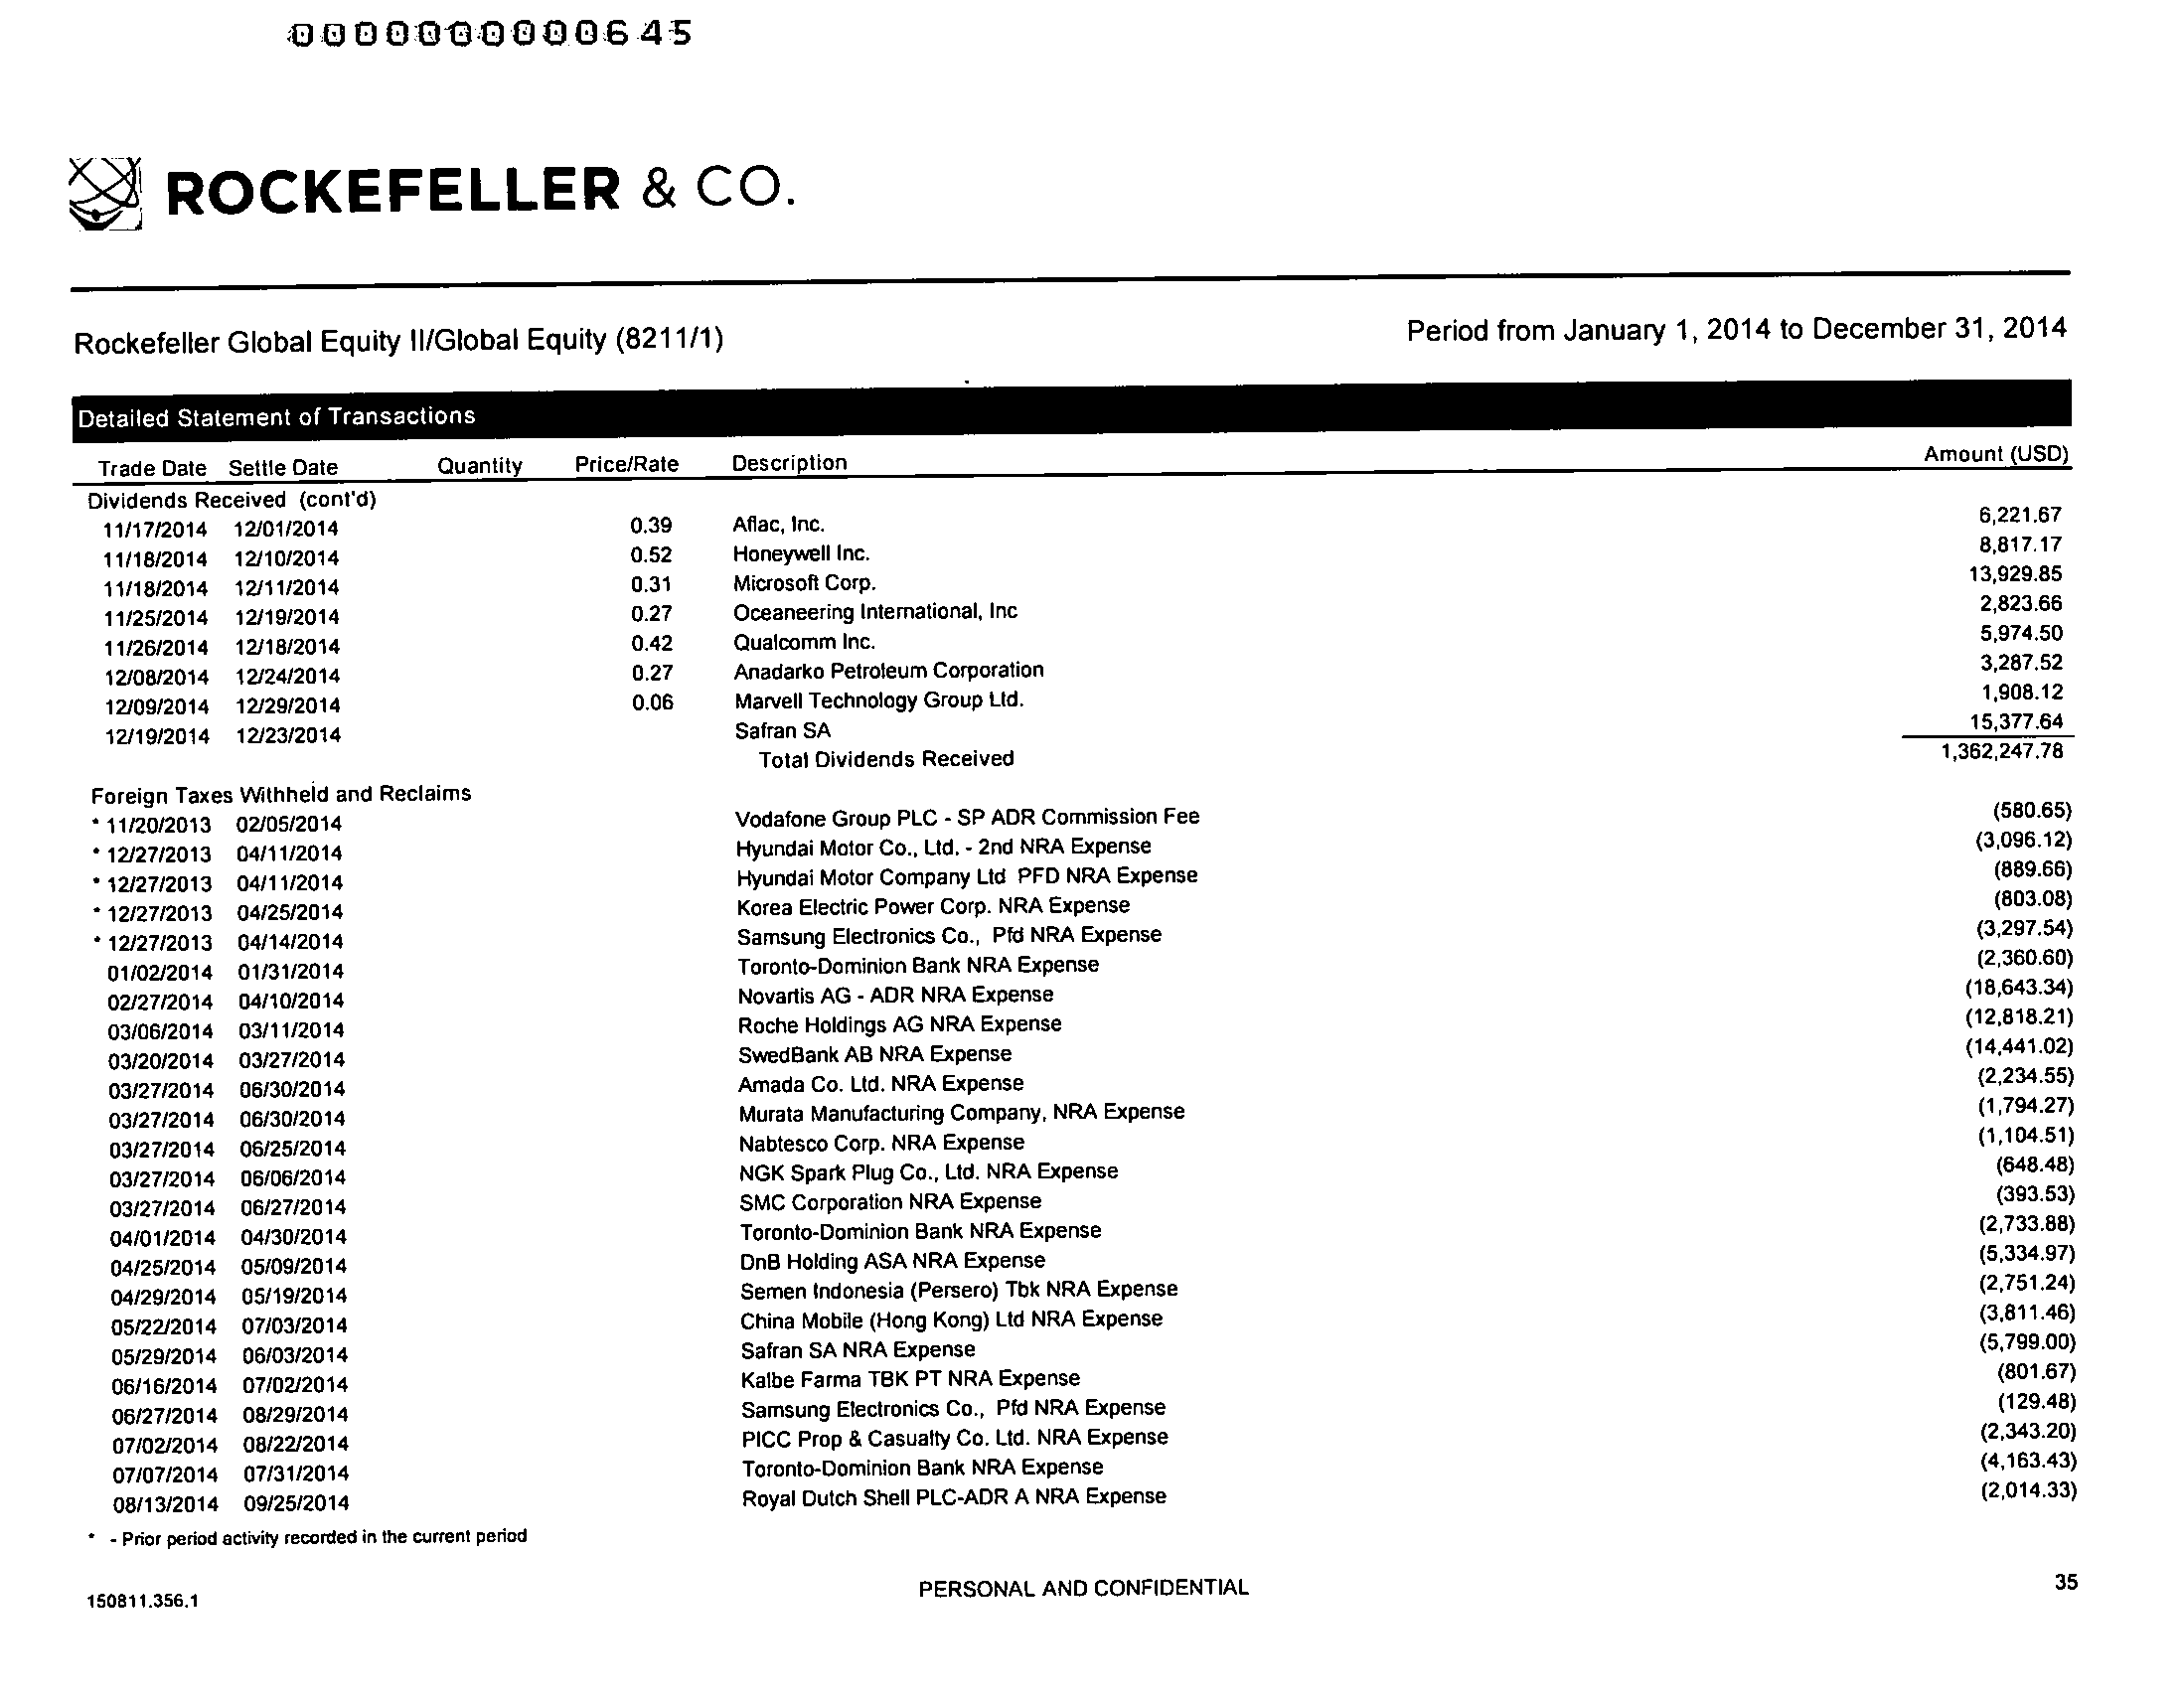 000000000645
ROCKEFELLER & CO.
Rockefeller Global Equity II/Global Equity (8211/1) Period from January 1, 2014 to December 31, 2014
Detailed Statement of Transactions
Trade Date Settle Date Quantity Price/Rate Description Amount (USD)
Dividends Received (cont'd)
11/17/2014 12/01/2014 0.39 Aflac, Inc. 6,221.67
11/18/2014 12/10/2014 0.52 Honeywell Inc. 8,817.17
11/18/2014 12/11/2014 0.31 Microsoft Corp. 13,929.85
11/25/2014 12/19/2014 0.27 Oceaneering International, Inc 2,823.66
11/26/2014 12/18/2014 0.42 Qualcomm Inc. 5,974.50
12/08/2014 12/24/2014 0.27 Anadarko Petroleum Corporation 3,287.52
12/09/2014 12/29/2014 0.06 Marvell Technology Group Ltd. 1,908.12
12/19/2014 12/23/2014 Safran SA 15,377.64
Total Dividends Received 1,362,247.78
Foreign Taxes Withheld and Reclaims
* 11/20/2013 02/05/2014 Vodafone Group PLC - SP ADR Commission Fee (580.65)
* 12/27/2013 04/11/2014 Hyundai Motor Co., Ltd. - 2nd NRA Expense (3,096.12)
* 12/27/2013 04/11/2014 Hyundai Motor Company Ltd PFD NRA Expense (889.66)
* 12/27/2013 04/25/2014 Korea Electric Power Corp. NRA Expense (803.08)
* 12/27/2013 04/14/2014 Samsung Electronics Co., Pfd NRA Expense (3,297.54)
01/02/2014 01/31/2014 Toronto-Dominion Bank NRA Expense (2,360.60)
02/27/2014 04/10/2014 Novartis AG - ADR NRA Expense (18,643.34)
03/06/2014 03/11/2014 Roche Holdings AG NRA Expense (12,818.21)
03/20/2014 03/27/2014 SwedBank AB NRA Expense (14,441.02)
03/27/2014 06/30/2014 Amada Co. Ltd. NRA Expense (2,234.55)
03/27/2014 06/30/2014 Murata Manufacturing Company, NRA Expense (1,794.27)
03/27/2014 06/25/2014 Nabtesco Corp. NRA Expense (1,104.51)
03/27/2014 06/06/2014 NGK Spark Plug Co., Ltd. NRA Expense (648.48)
03/27/2014 06/27/2014 SMC Corporation NRA Expense (393.53)
04/01/2014 04/30/2014 Toronto-Dominion Bank NRA Expense (2,733.88)
04/25/2014 05/09/2014 DnB Holding ASA NRA Expense (5,334.97)
04/29/2014 05/19/2014 Semen Indonesia (Persero) Tbk NRA Expense (2,751.24)
05/22/2014 07/03/2014 China Mobile (Hong Kong) Ltd NRA Expense (3,811.46)
05/29/2014 06/03/2014 Safran SA NRA Expense (5,799.00)
06/16/2014 07/02/2014 Kalbe Farma TBK PT NRA Expense (801.67)
06/27/2014 08/29/2014 Samsung Electronics Co., Pfd NRA Expense (129.48)
07/02/2014 08/22/2014 PICC Prop & Casualty Co. Ltd. NRA Expense (2,343.20)
07/07/2014 07/31/2014 Toronto-Dominion Bank NRA Expense (4,163.43)
08/13/2014 09/25/2014 Royal Dutch Shell PLC-ADR A NRA Expense (2,014.33)
* - Prior period activity recorded in the current period
150811.356.1 PERSONAL AND CONFIDENTIAL 35